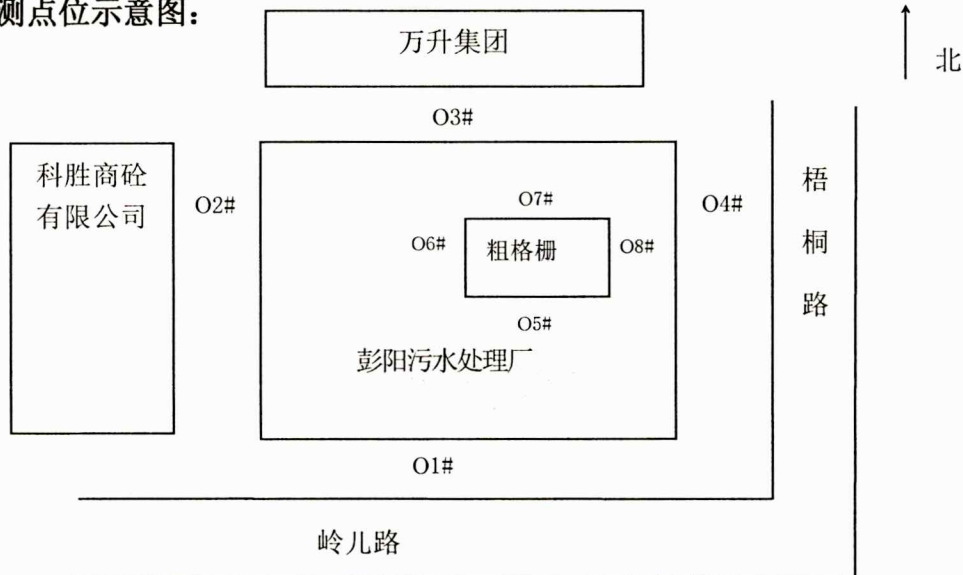 测点位示意图：
万升集团
北
O3#
科胜商砼
有限公司
O2#
O7#
O4#
梧
桐
路
O6#
粗格栅
O8#
O5#
彭阳污水处理厂
O1#
岭儿路